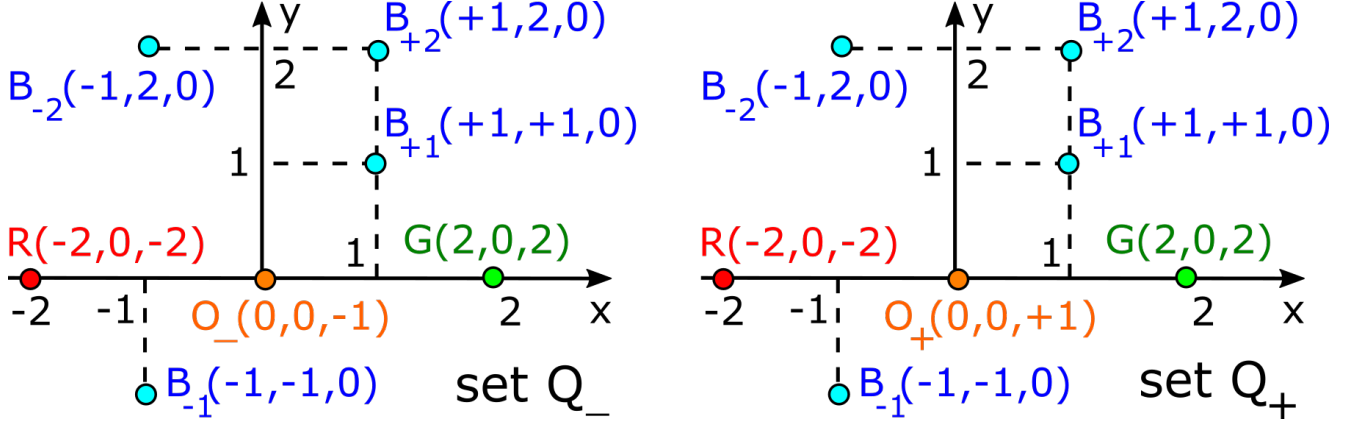 y
B+2(+1,2,0)
2
B-2(-1,2,0)
B+1(+1,+1,0)
1
R(-2,0,-2)
1
G(2,0,2)
-2
-1
O_(0,0,-1)
2
x
B-1(-1,-1,0)
set Q_
y
B+2(+1,2,0)
2
B-2(-1,2,0)
B+1(+1,+1,0)
1
R(-2,0,-2)
1
G(2,0,2)
-2
-1
O+(0,0,+1)
2
x
B-1(-1,-1,0)
set Q+